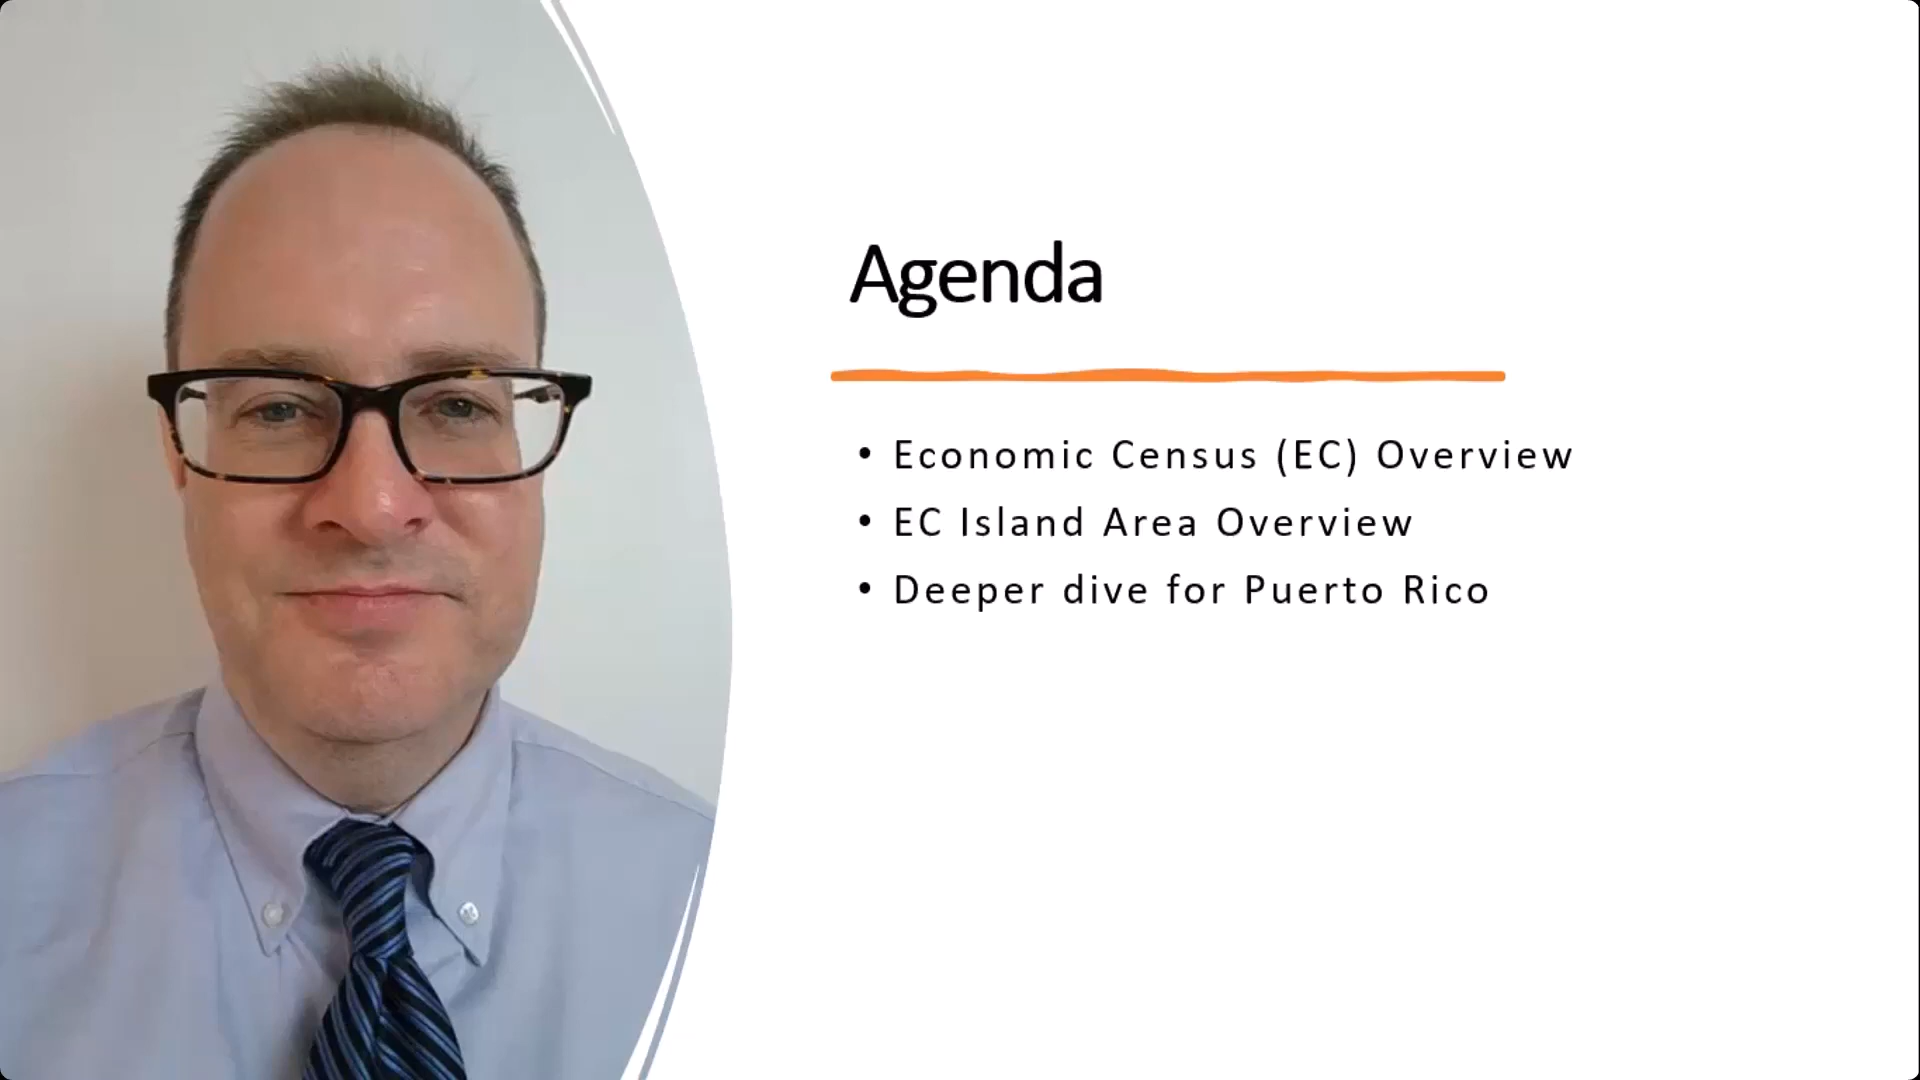 Agenda
• Economic Census (EC) Overview
• EC Island Area Overview
• Deeper dive for Puerto Rico